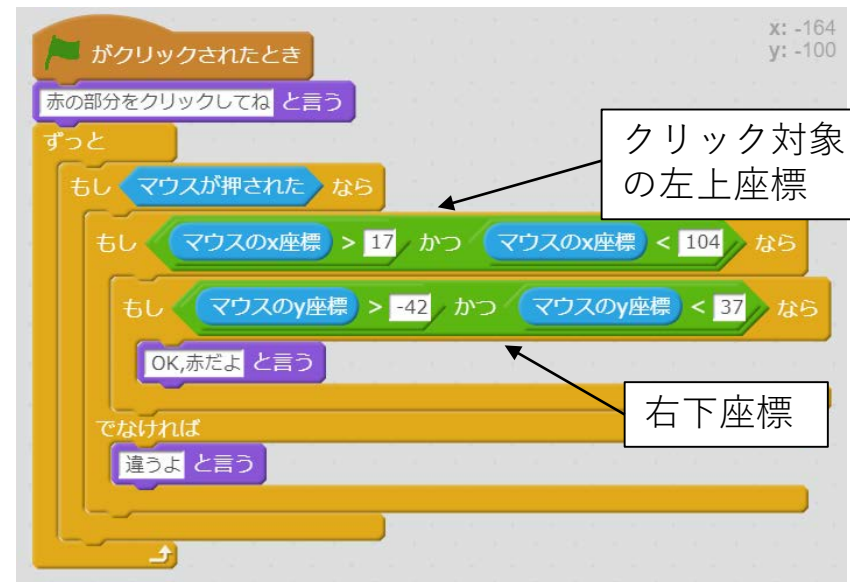 x: -164
y: -100
がクリックされたとき
赤の部分をクリックしてね と言う
ずっと
クリック対象
の左上座標
もし マウスが押された なら
もし マウスのx座標 > 17 かつ マウスのx座標 < 104 なら
もし マウスのy座標 > -42 かつ マウスのy座標 < 37 なら
OK,赤だよ と言う
右下座標
でなければ
違うよ と言う